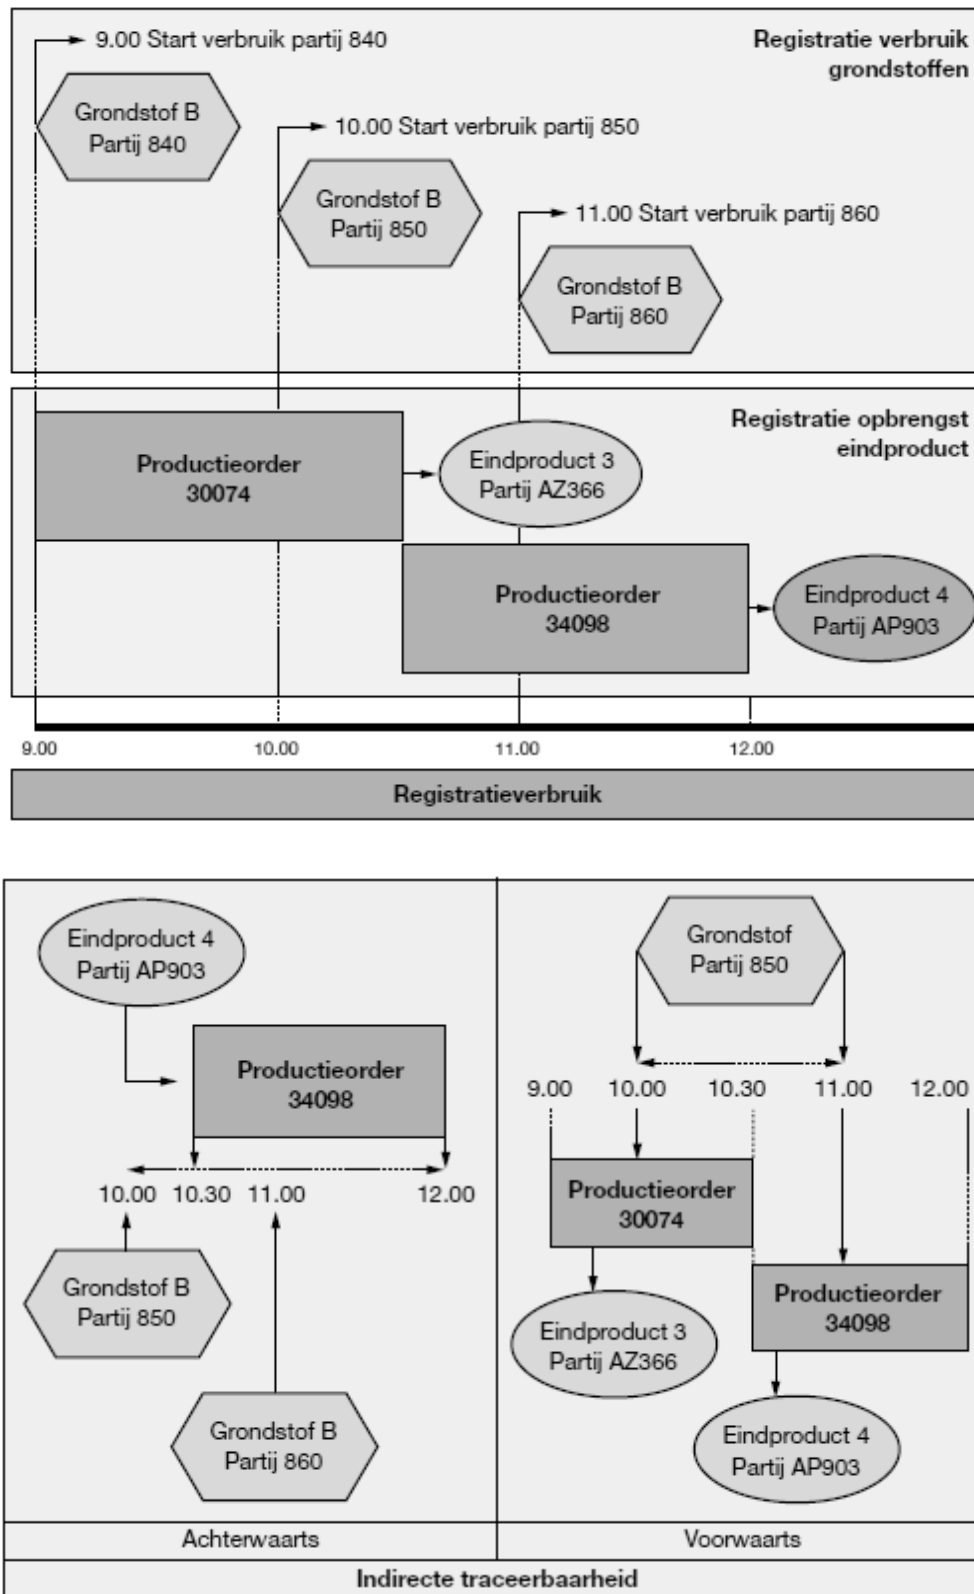 9.00 Start verbruik partij 840
Registratie verbruik
grondstoffen
Grondstof B
Partij 840
10.00 Start verbruik partij 850
Grondstof B
Partij 850
11.00 Start verbruik partij 860
Grondstof B
Partij 860
Registratie opbrengst
eindproduct
Productieorder
30074
Eindproduct 3
Partij AZ366
Productieorder
34098
Eindproduct 4
Partij AP903
9.00 10.00 11.00 12.00
Registratieverbruik
Eindproduct 4
Partij AP903
Productieorder
34098
10.00 10.30 11.00 12.00
Grondstof B
Partij 850
Grondstof B
Partij 860
Achterwaarts
Grondstof
Partij 850
9.00 10.00 10.30 11.00 12.00
Productieorder
30074
Productieorder
34098
Eindproduct 3
Partij AZ366
Eindproduct 4
Partij AP903
Voorwaarts
Indirecte traceerbaarheid